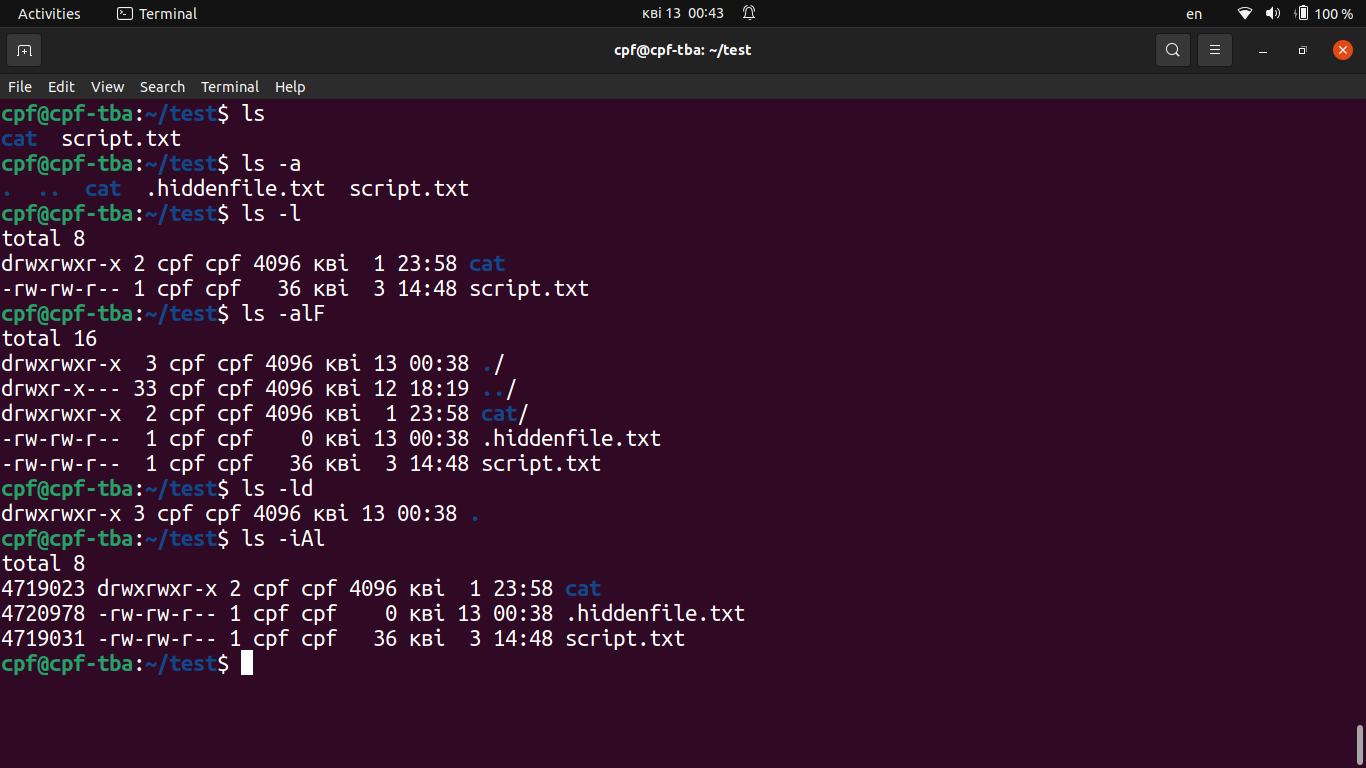 Activities Terminal кві 13 00:43 en 100 %
cpf@cpf-tba: ~/test
File Edit View Search Terminal Help
cpf@cpf-tba:~/test$ ls
cat  script.txt
cpf@cpf-tba:~/test$ ls -a
.  ..  cat  .hiddenfile.txt  script.txt
cpf@cpf-tba:~/test$ ls -l
total 8
drwxrwxr-x 2 cpf cpf 4096 кві  1 23:58 cat
-rw-rw-r-- 1 cpf cpf   36 кві  3 14:48 script.txt
cpf@cpf-tba:~/test$ ls -alF
total 16
drwxrwxr-x  3 cpf cpf 4096 кві 13 00:38 ./
drwxr-x--- 33 cpf cpf 4096 кві 12 18:19 ../
drwxrwxr-x  2 cpf cpf 4096 кві  1 23:58 cat/
-rw-rw-r--  1 cpf cpf    0 кві 13 00:38 .hiddenfile.txt
-rw-rw-r--  1 cpf cpf   36 кві  3 14:48 script.txt
cpf@cpf-tba:~/test$ ls -ld
drwxrwxr-x 3 cpf cpf 4096 кві 13 00:38 .
cpf@cpf-tba:~/test$ ls -iAl
total 8
4719023 drwxrwxr-x 2 cpf cpf 4096 кві  1 23:58 cat
4720978 -rw-rw-r-- 1 cpf cpf    0 кві 13 00:38 .hiddenfile.txt
4719031 -rw-rw-r-- 1 cpf cpf   36 кві  3 14:48 script.txt
cpf@cpf-tba:~/test$